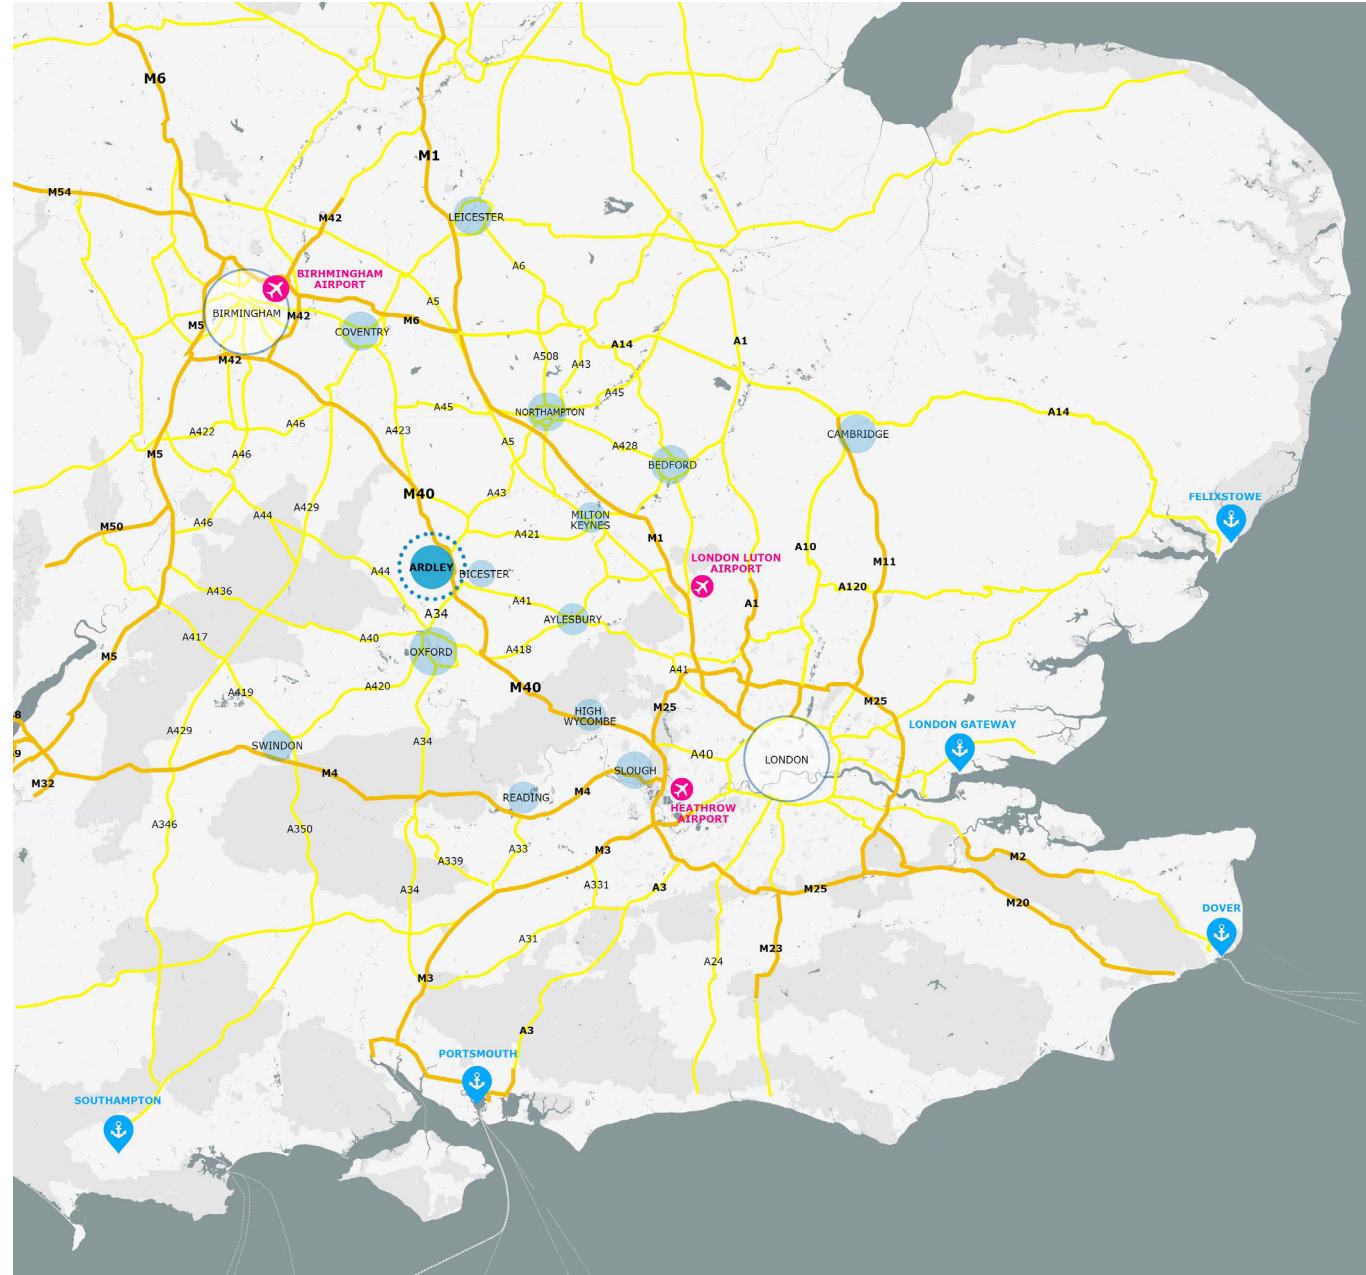 M6
M1
M54
M42
LEICESTER
A6
BIRHMINGHAM
AIRPORT
A5
BIRMINGHAM
M42
M5
M6
COVENTRY
M42
A14
A1
A508
A43
A45
A45
NORTHAMPTON
A14
A46
A422
A423
A5
A428
CAMBRIDGE
M5
A46
BEDFORD
M40
A43
FELIXSTOWE
A429
A44
A46
M50
MILTON
KEYNES
A421
M1
A10
LONDON LUTON
AIRPORT
M11
ARDLEY
BICESTER
A44
A436
A41
A1
A120
A34
AYLESBURY
A417
A40
OXFORD
A418
M5
A41
A419
A420
M40
M25
M25
HIGH
WYCOMBE
8
A429
A34
LONDON GATEWAY
SWINDON
9
A40
LONDON
M4
SLOUGH
M32
READING
M4
HEATHROW
AIRPORT
A346
A350
A339
A33
M3
M2
A34
A331
A3
M25
M20
DOVER
A31
M23
A24
M3
A3
PORTSMOUTH
SOUTHAMPTON